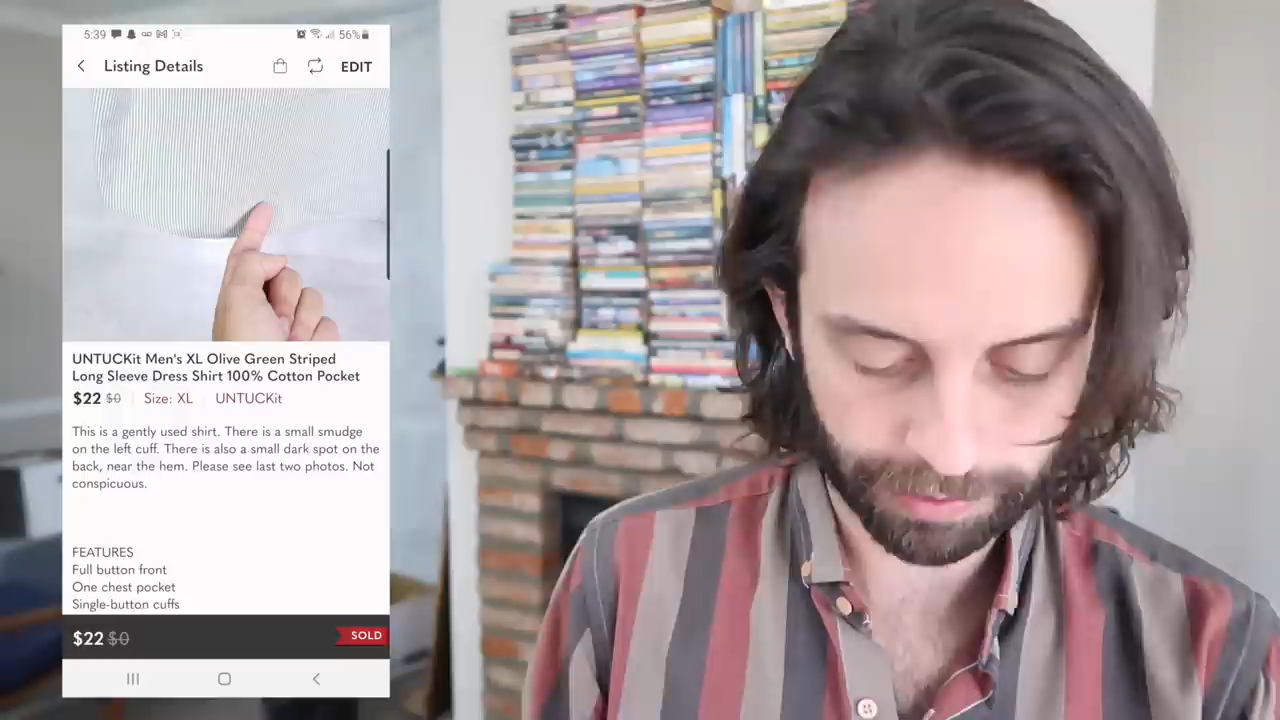 5:39
56%
Listing Details
EDIT
UNTUCKit Men's XL Olive Green Striped
Long Sleeve Dress Shirt 100% Cotton Pocket
$22 $0 Size: XL UNTUCKit
This is a gently used shirt. There is a small smudge
on the left cuff. There is also a small dark spot on the
back, near the hem. Please see last two photos. Not
conspicuous.
FEATURES
Full button front
One chest pocket
Single-button cuffs
$22 $0
SOLD